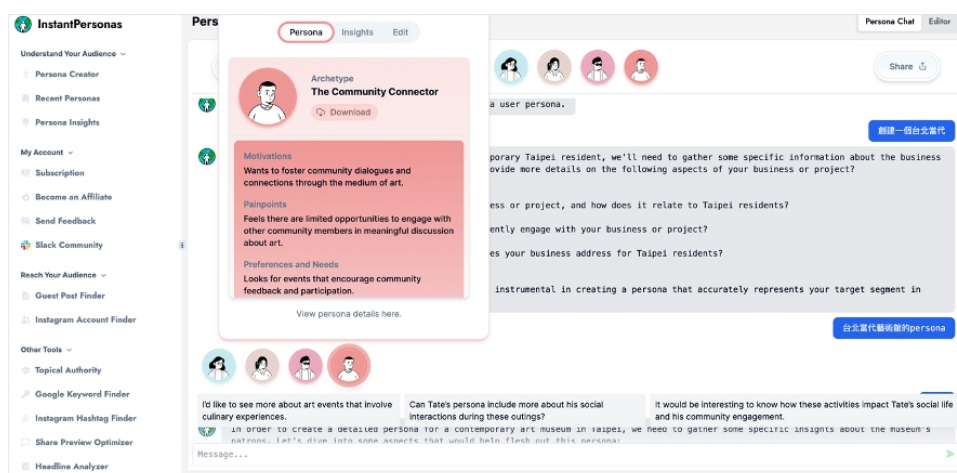 InstantPersonas
Understand Your Audience
Persona Creator
Recent Personas
Persona Insights
My Account
Subscription
Become an Affiliate
Send Feedback
Slack Community
Reach Your Audience
Guest Post Finder
Instagram Account Finder
Other Tools
Topical Authority
Google Keyword Finder
Instagram Hashtag Finder
Share Preview Optimizer
Headline Analyzer
Pers
Persona Chat
Editor
Persona
Insights
Edit
Share
Archetype
The Community Connector
Download
Motivations
Wants to foster community dialogues and
connections through the medium of art.
Painpoints
Feels there are limited opportunities to engage with
other community members in meaningful discussion
about art.
Preferences and Needs
Looks for events that encourage community
feedback and participation.
View persona details here.
a user persona.
創建一個台北當代
porary Taipei resident, we'll need to gather some specific information about the business
ovide more details on the following aspects of your business or project?
ess or project, and how does it relate to Taipei residents?
ently engage with your business or project?
es your business address for Taipei residents?
instrumental in creating a persona that accurately represents your target segment in
台北當代藝術館的persona
I'd like to see more about art events that involve
culinary experiences.
Can Tate's persona include more about his social
interactions during these outings?
It would be interesting to know how these activities impact Tate's social life
and his community engagement.
In order to create a detailed persona for a contemporary art museum in Taipei, we need to gather some specific insights about the museum's
patrons. Let's dive into some aspects that would help flesh out this persona:
Message...